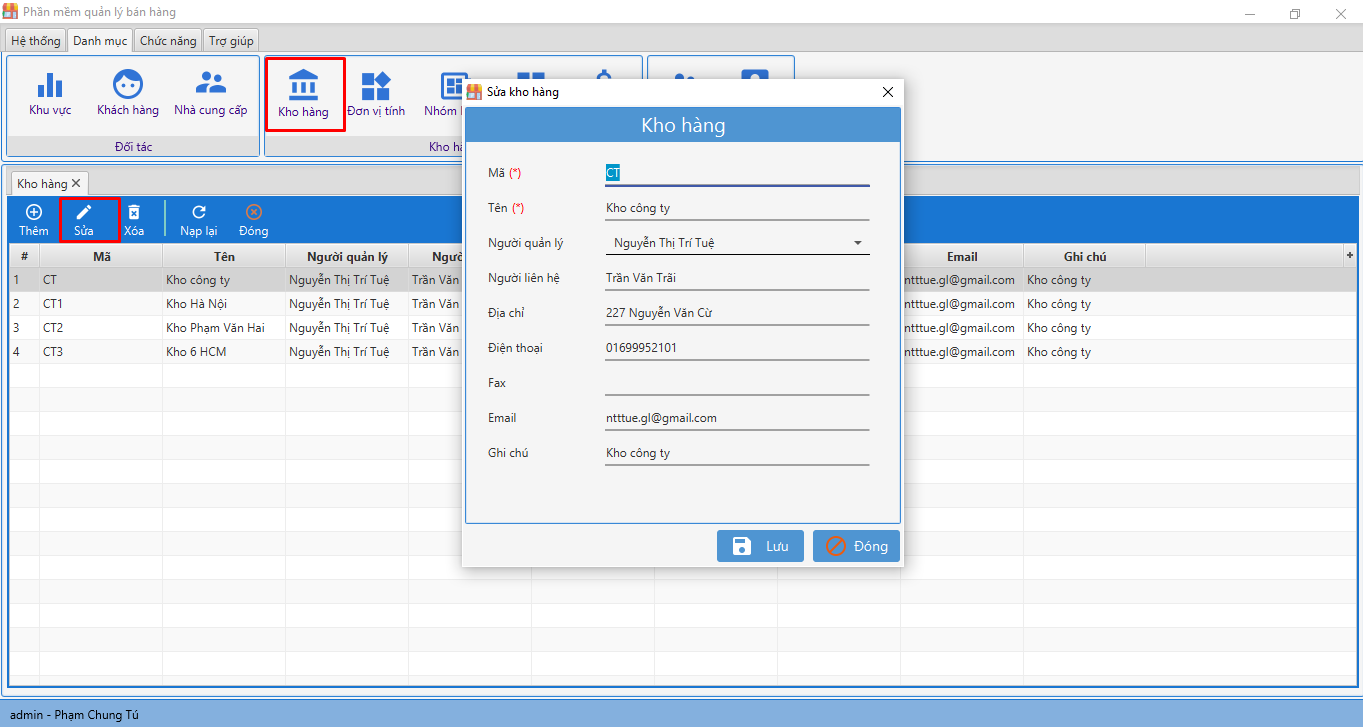 Phần mềm quản lý bán hàng
Hệ thống Danh mục Chức năng Trợ giúp
Khu vực Khách hàng Nhà cung cấp Kho hàng Đơn vị tính Nhóm
Đối tác Kho
Sửa kho hàng
Kho hàng
Mã (*) CT
Tên (*) Kho công ty
Người quản lý Nguyễn Thị Trí Tuệ
Người liên hệ Trần Văn Trãi
Địa chỉ 227 Nguyễn Văn Cừ
Điện thoại 01699952101
Fax
Email ntttue.gl@gmail.com
Ghi chú Kho công ty
Lưu Đóng
Kho hàng
Thêm Sửa Xóa Nạp lại Đóng
# Mã Tên Người quản lý Email Ghi chú +
1 CT Kho công ty Nguyễn Thị Trí Tuệ Trần Văn ntttue.gl@gmail.com Kho công ty
2 CT1 Kho Hà Nội Nguyễn Thị Trí Tuệ Trần Văn ntttue.gl@gmail.com Kho công ty
3 CT2 Kho Phạm Văn Hai Nguyễn Thị Trí Tuệ Trần Văn ntttue.gl@gmail.com Kho công ty
4 CT3 Kho 6 HCM Nguyễn Thị Trí Tuệ Trần Văn ntttue.gl@gmail.com Kho công ty
admin - Phạm Chung Tú